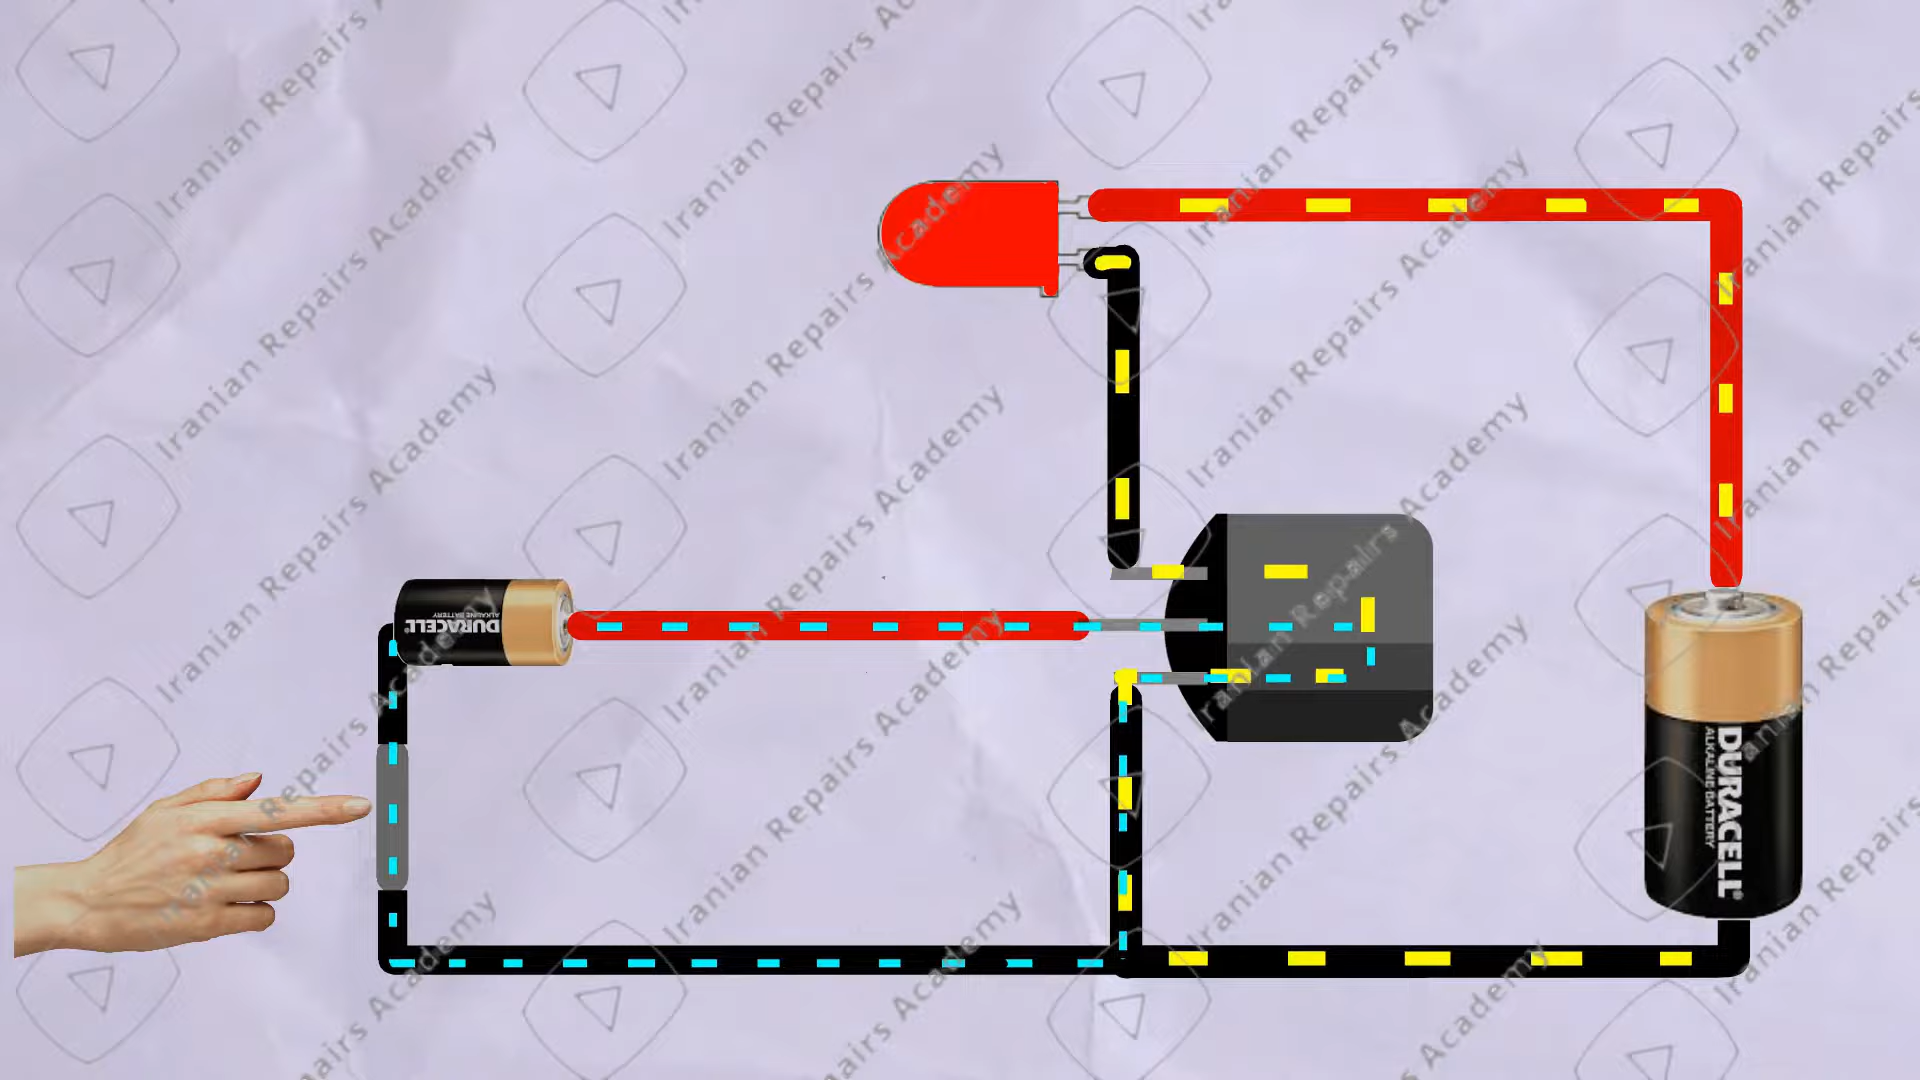 Iranian Repairs Academy
DURACELL
ALKALINE BATTERY
DURACELL®
ALKALINE BATTERY